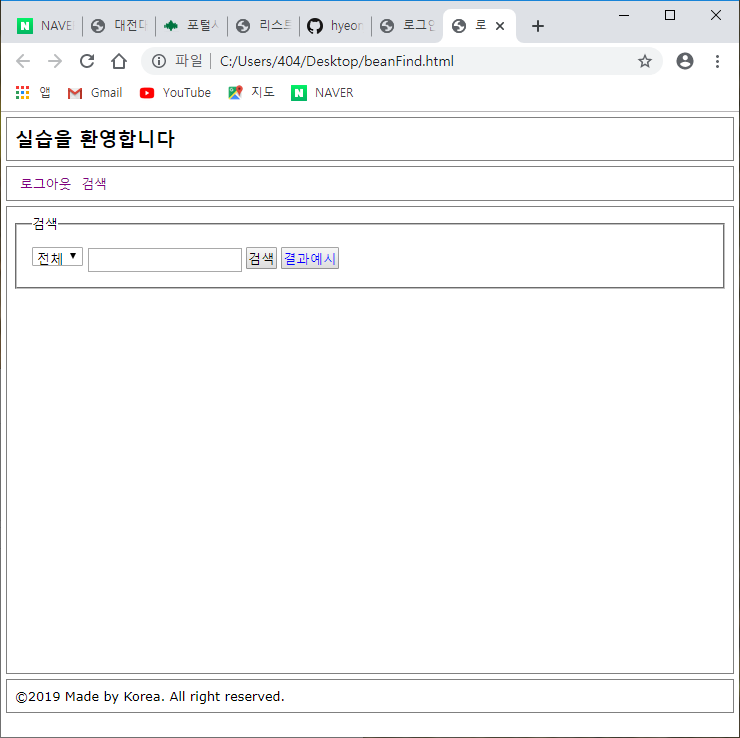 NAVE 대전대 포털사 리스트 hyeon 로그인 로
파일 C:/Users/404/Desktop/beanFind.html
앱 Gmail YouTube 지도 NAVER
실습을 환영합니다
로그아웃 검색
검색
전체 검색 결과예시
©2019 Made by Korea. All right reserved.